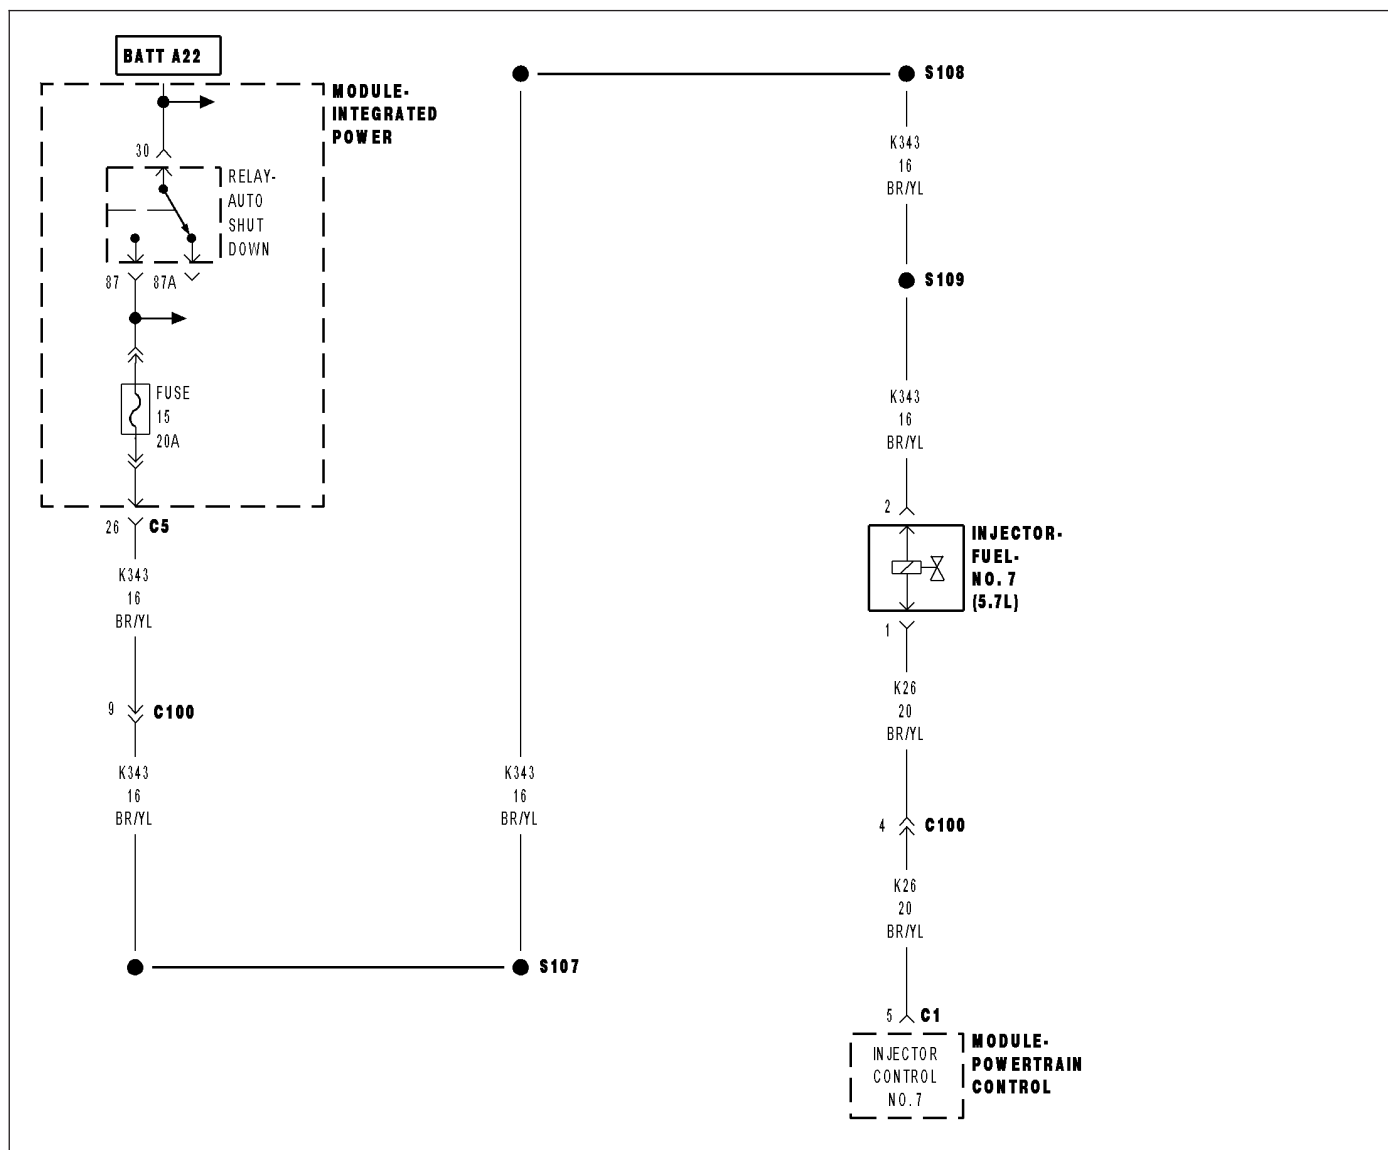 BATT A22
MODULE-
INTEGRATED
POWER
30
RELAY-
AUTO
SHUT
DOWN
87
87A
FUSE
15
20A
26
C5
K343
16
BR/YL
9
C100
K343
16
BR/YL
S107
K343
16
BR/YL
S108
K343
16
BR/YL
S109
K343
16
BR/YL
2
INJECTOR-
FUEL-
NO. 7
(5.7L)
1
K26
20
BR/YL
4
C100
K26
20
BR/YL
5
C1
INJECTOR
CONTROL
NO.7
MODULE-
POWERTRAIN
CONTROL